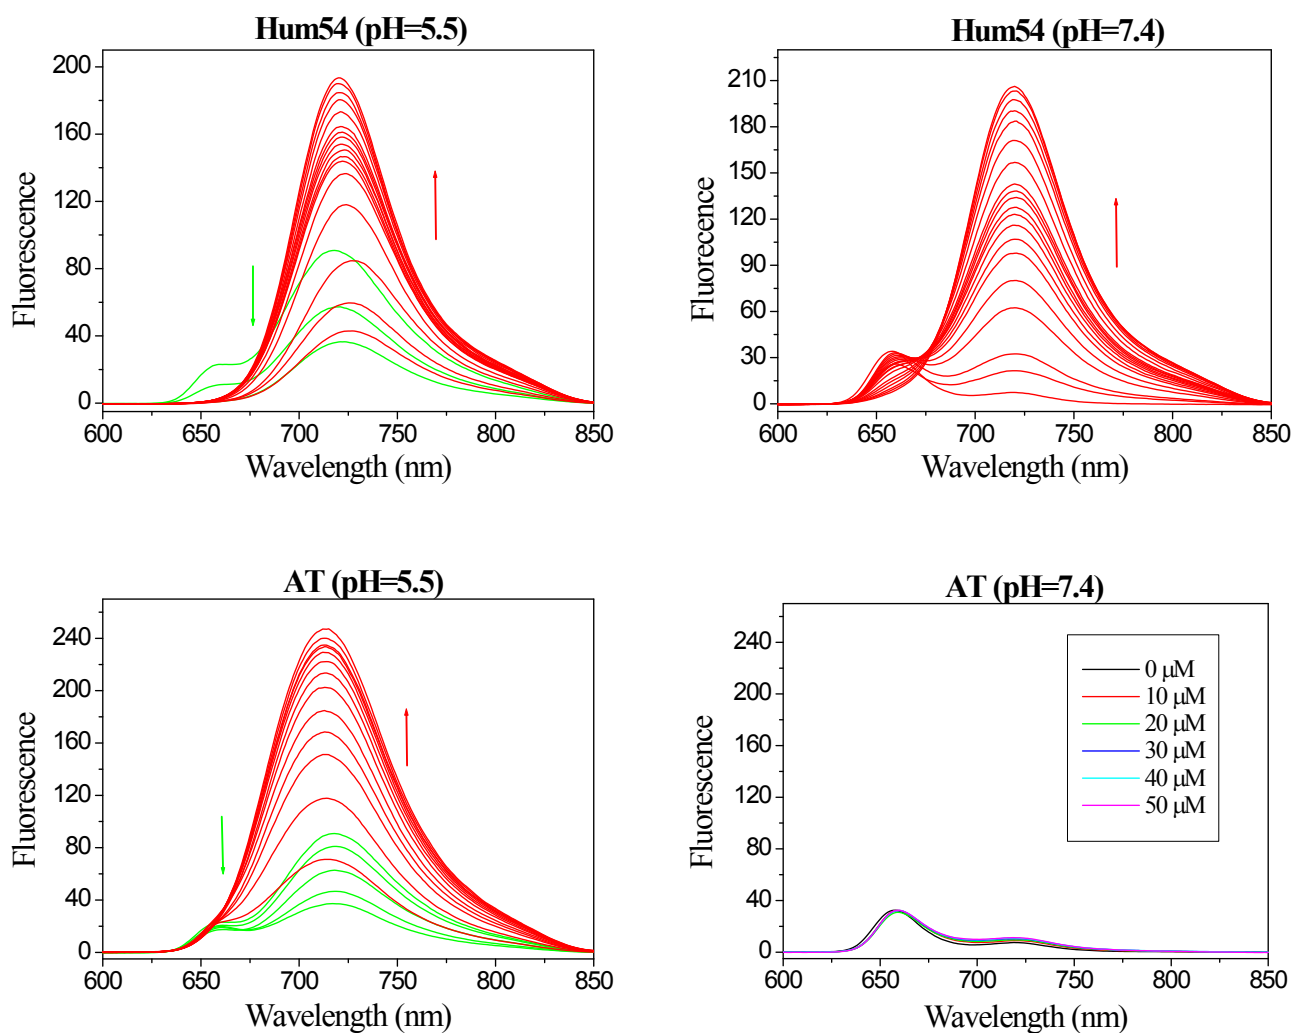 Hum54 (pH=5.5)
200
160
120
80
40
0
Fluorescence
600 650 700 750 800 850
Wavelength (nm)
Hum54 (pH=7.4)
210
180
150
120
90
60
30
0
Fluorecence
600 650 700 750 800 850
Wavelength (nm)
AT (pH=5.5)
240
200
160
120
80
40
0
Fluorescence
600 650 700 750 800 850
Wavelength (nm)
AT (pH=7.4)
240
200
160
120
80
40
0
Fluorescence
0 μM
10 μM
20 μM
30 μM
40 μM
50 μM
600 650 700 750 800 850
Wavelength (nm)